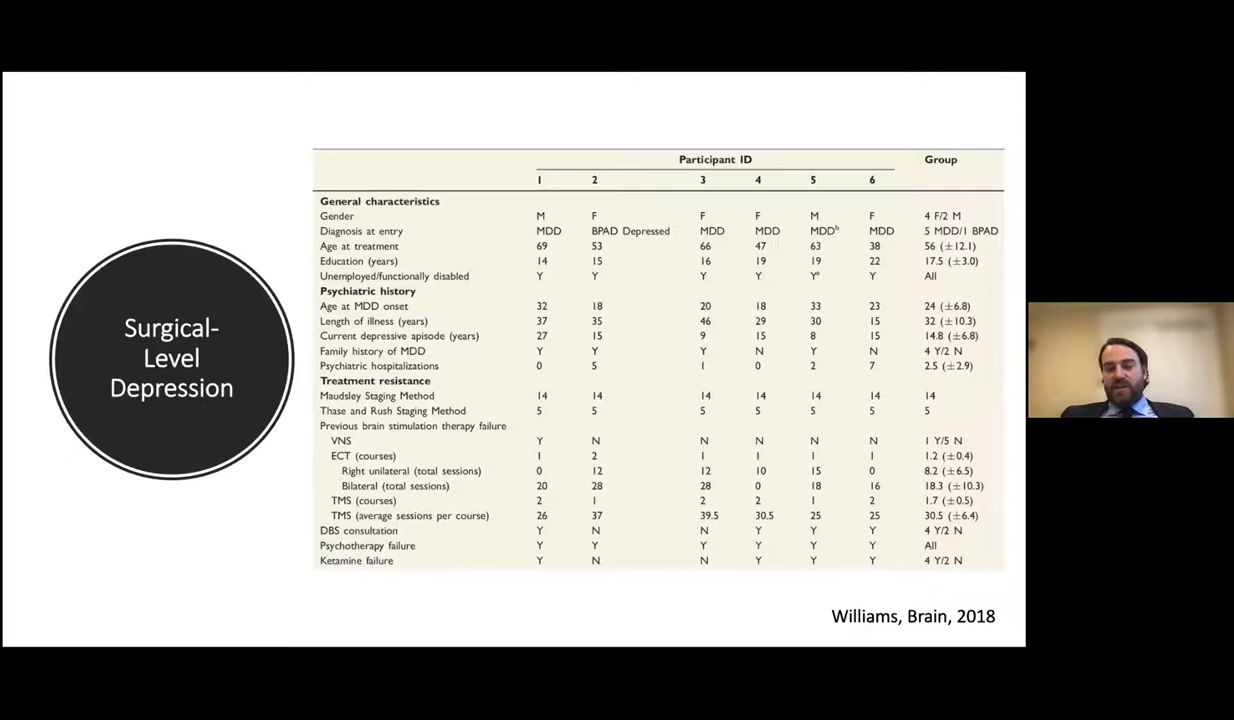 Surgical-
Level
Depression
Participant ID Group
1 2 3 4 5 6
General characteristics
Gender M F F F M F 4 F/2 M
Diagnosis at entry MDD BPAD Depressed MDD MDD MDDᵇ MDD 5 MDD/1 BPAD
Age at treatment 69 53 66 47 63 38 56 (±12.1)
Education (years) 14 15 16 19 19 22 17.5 (±3.0)
Unemployed/functionally disabled Y Y Y Y Yᵃ Y All
Psychiatric history
Age at MDD onset 32 18 20 18 33 23 24 (±6.8)
Length of illness (years) 37 35 46 29 30 15 32 (±10.3)
Current depressive apisode (years) 27 15 9 15 8 15 14.8 (±6.8)
Family history of MDD Y Y Y N Y N 4 Y/2 N
Psychiatric hospitalizations 0 5 1 0 2 7 2.5 (±2.9)
Treatment resistance
Maudsley Staging Method 14 14 14 14 14 14 14
Thase and Rush Staging Method 5 5 5 5 5 5 5
Previous brain stimulation therapy failure
VNS Y N N N N N 1 Y/5 N
ECT (courses) 1 2 1 1 1 1 1.2 (±0.4)
Right unilateral (total sessions) 0 12 12 10 15 0 8.2 (±6.5)
Bilateral (total sessions) 20 28 28 0 18 16 18.3 (±10.3)
TMS (courses) 2 1 2 2 1 2 1.7 (±0.5)
TMS (average sessions per course) 26 37 39.5 30.5 25 25 30.5 (±6.4)
DBS consultation Y N N Y Y Y 4 Y/2 N
Psychotherapy failure Y Y Y Y Y Y All
Ketamine failure Y N N Y Y Y 4 Y/2 N
Williams, Brain, 2018